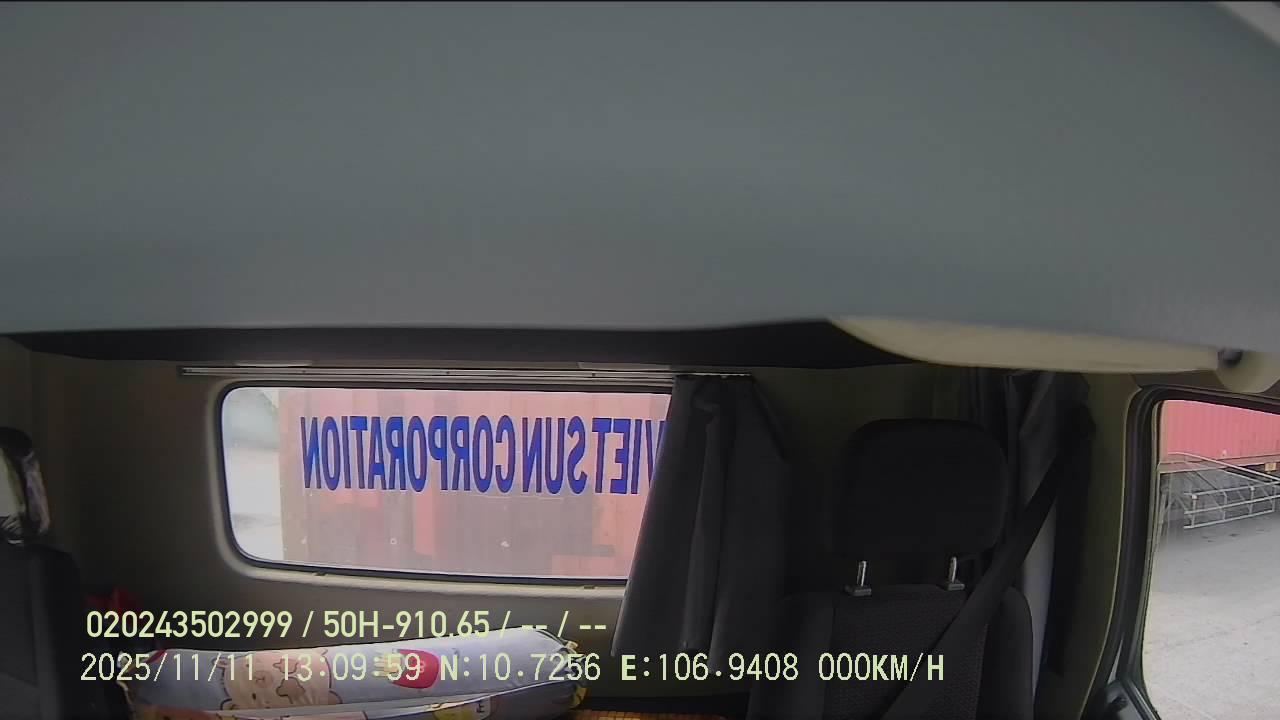 VIET SUN CORPORATION
020243502999 / 50H-910.65 / -- / --
2025/11/11 13:09:59 N:10.7256 E:106.9408 000KM/H